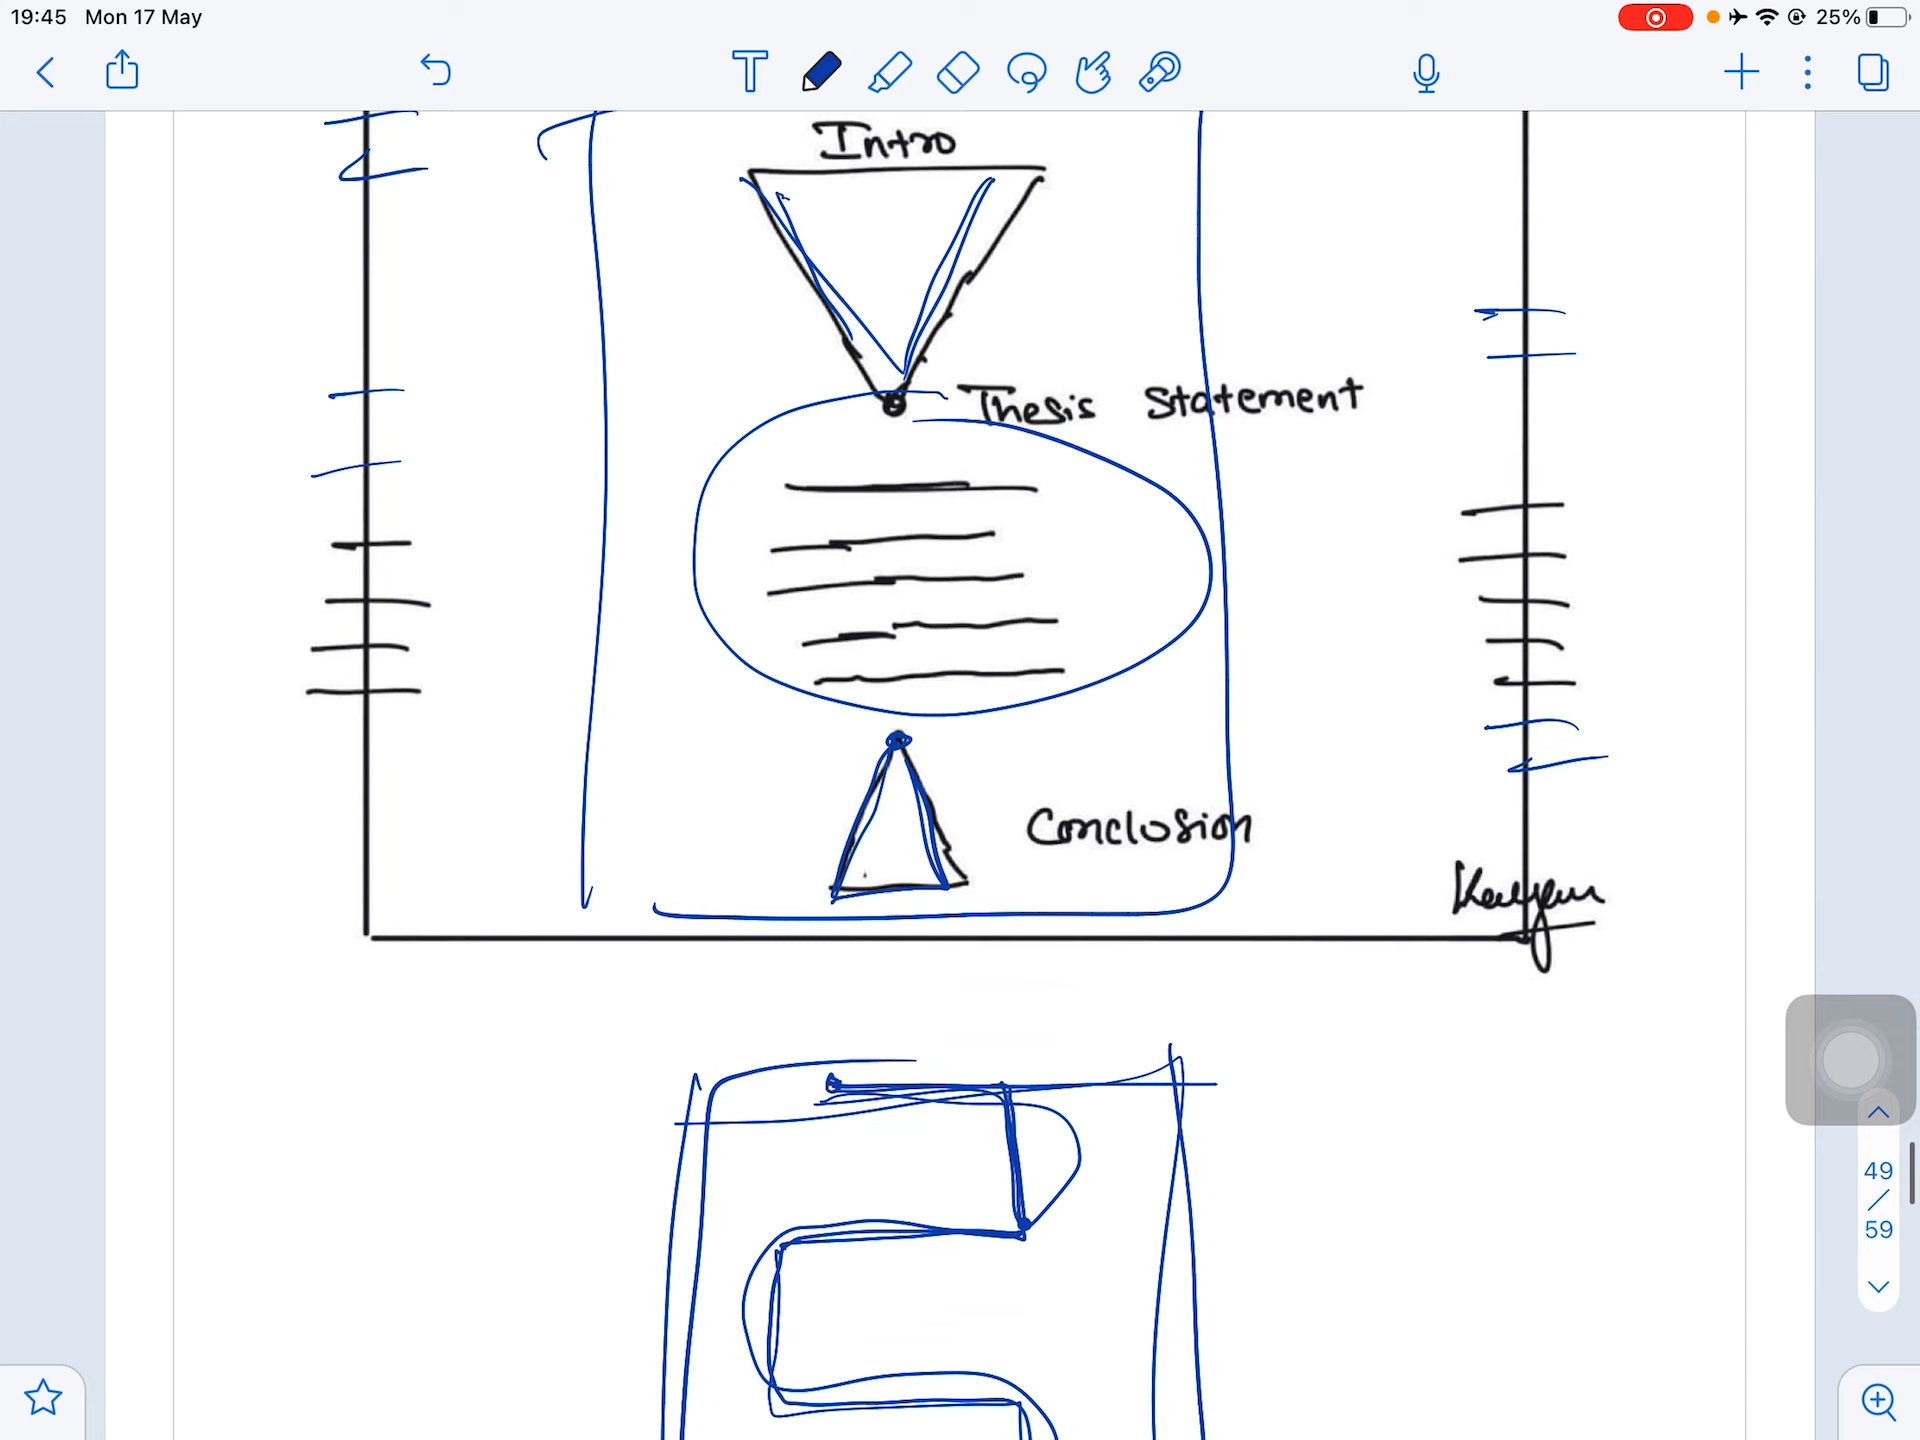 19:45 Mon 17 May
25%
T
Intro
Thesis Statement
Conclusion
49
/
59